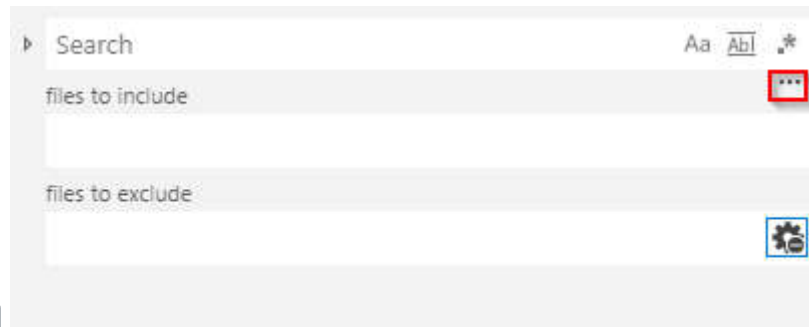 Search Aa Abl .*
...
files to include
files to exclude